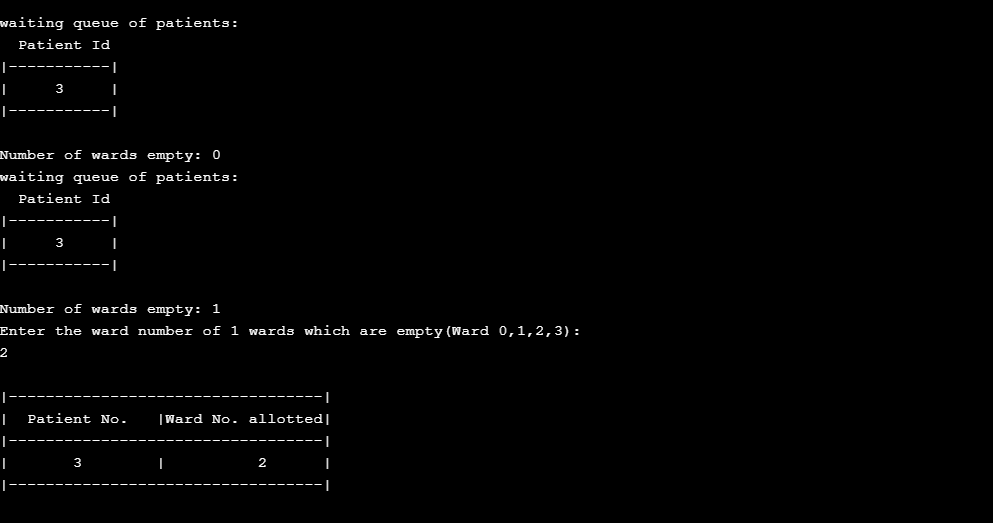 waiting queue of patients:
  Patient Id
|-----------|
|     3     |
|-----------|

Number of wards empty: 0
waiting queue of patients:
  Patient Id
|-----------|
|     3     |
|-----------|

Number of wards empty: 1
Enter the ward number of 1 wards which are empty(Ward 0,1,2,3):
2

|----------------------------------|
|  Patient No.   |Ward No. allotted|
|----------------------------------|
|       3        |          2      |
|----------------------------------|